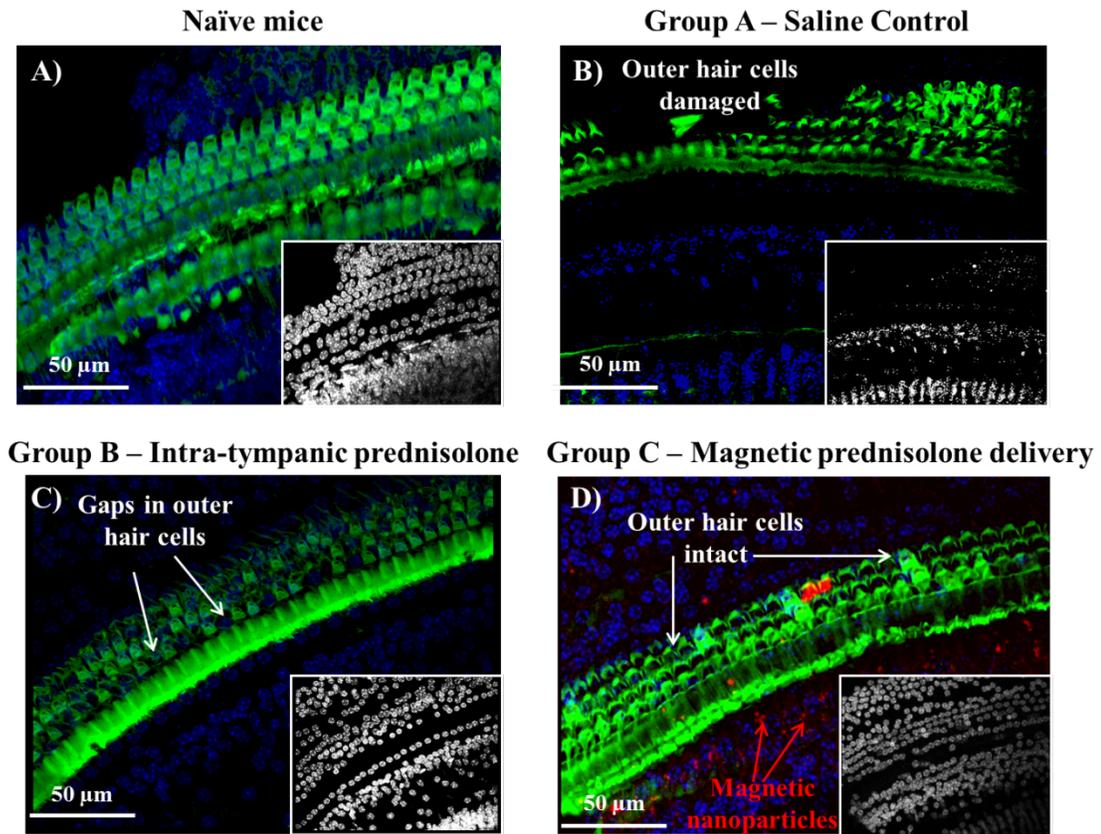 Naïve mice
Group A – Saline Control
A)
B)
Outer hair cells
damaged
50 µm
50 µm
Group B – Intra-tympanic prednisolone
Group C – Magnetic prednisolone delivery
C)
Gaps in outer
hair cells
D)
Outer hair cells
intact
50 µm
50 µm
Magnetic
nanoparticles